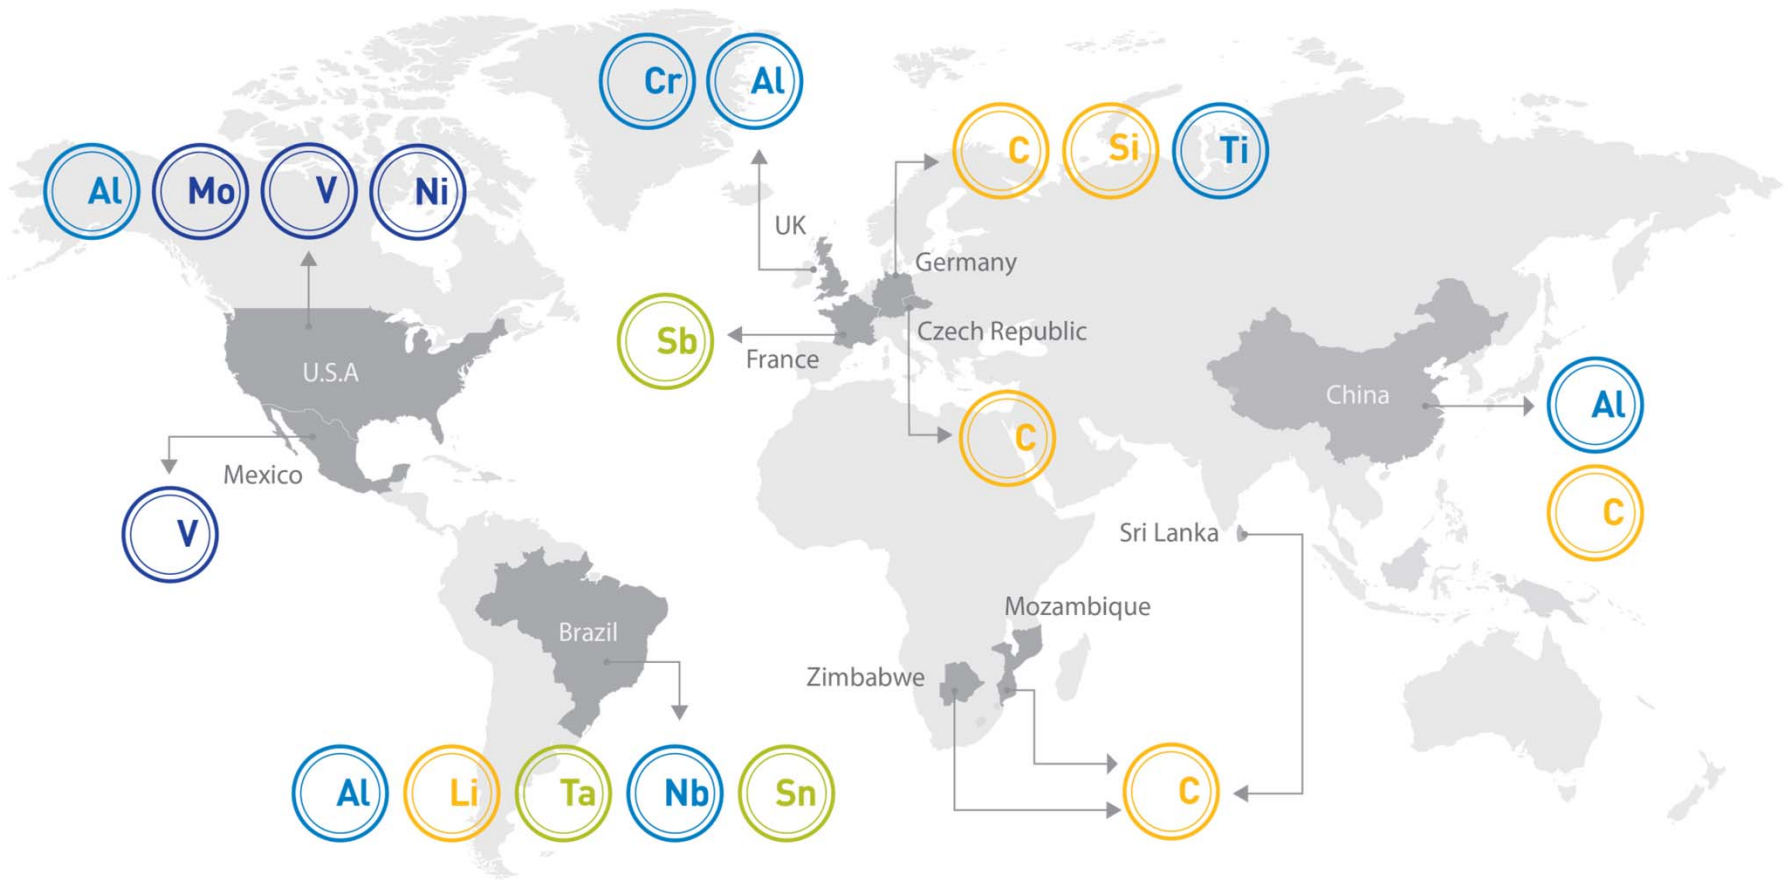 Cr Al
C Si Ti
Al Mo V Ni
UK
Germany
Sb
Czech Republic
France
U.S.A
China
Al
C
Mexico
C
V
Sri Lanka
Mozambique
Brazil
Zimbabwe
Al Li Ta Nb Sn
C